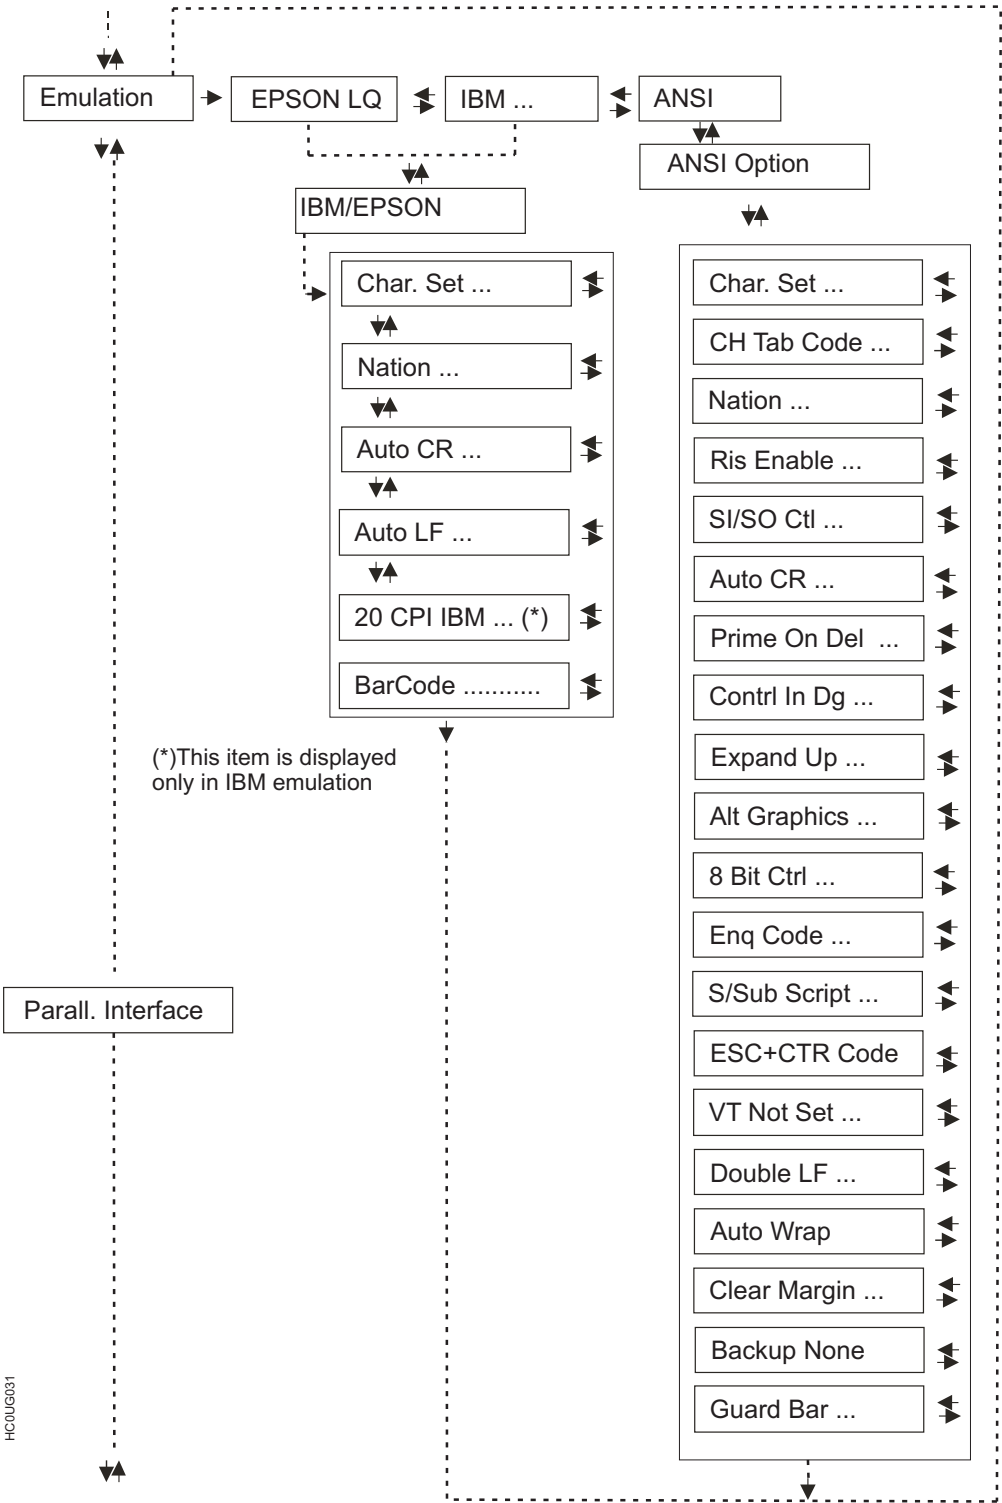 Emulation
EPSON LQ
IBM ...
ANSI
ANSI Option
IBM/EPSON
Char. Set ...
Nation ...
Auto CR ...
Auto LF ...
20 CPI IBM ... (*)
BarCode ...........
(*)This item is displayed
only in IBM emulation
Char. Set ...
CH Tab Code ...
Nation ...
Ris Enable ...
SI/SO Ctl ...
Auto CR ...
Prime On Del ...
Contrl In Dg ...
Expand Up ...
Alt Graphics ...
8 Bit Ctrl ...
Enq Code ...
S/Sub Script ...
ESC+CTR Code
VT Not Set ...
Double LF ...
Auto Wrap
Clear Margin ...
Backup None
Guard Bar ...
Parall. Interface
HC0UG031